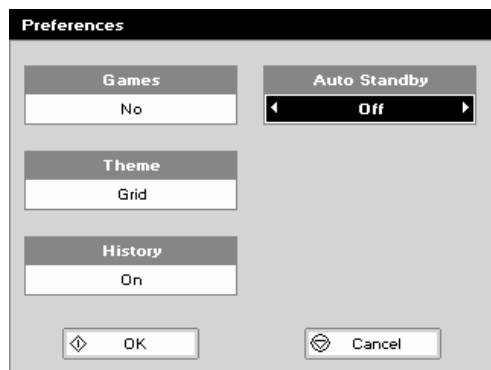 Preferences
Games
No
Auto Standby
Off
Theme
Grid
History
On
OK
Cancel